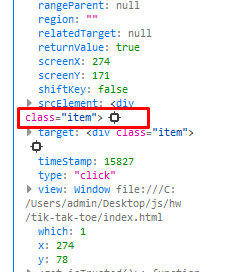 rangeParent: null
region: ""
relatedTarget: null
returnValue: true
screenX: 274
screenY: 171
shiftKey: false
srcElement: <div
class="item">
target: <div class="item">
timeStamp: 15827
type: "click"
view: Window file:///C:
/Users/admin/Desktop/js/hw
/tik-tak-toe/index.html
which: 1
x: 274
y: 78